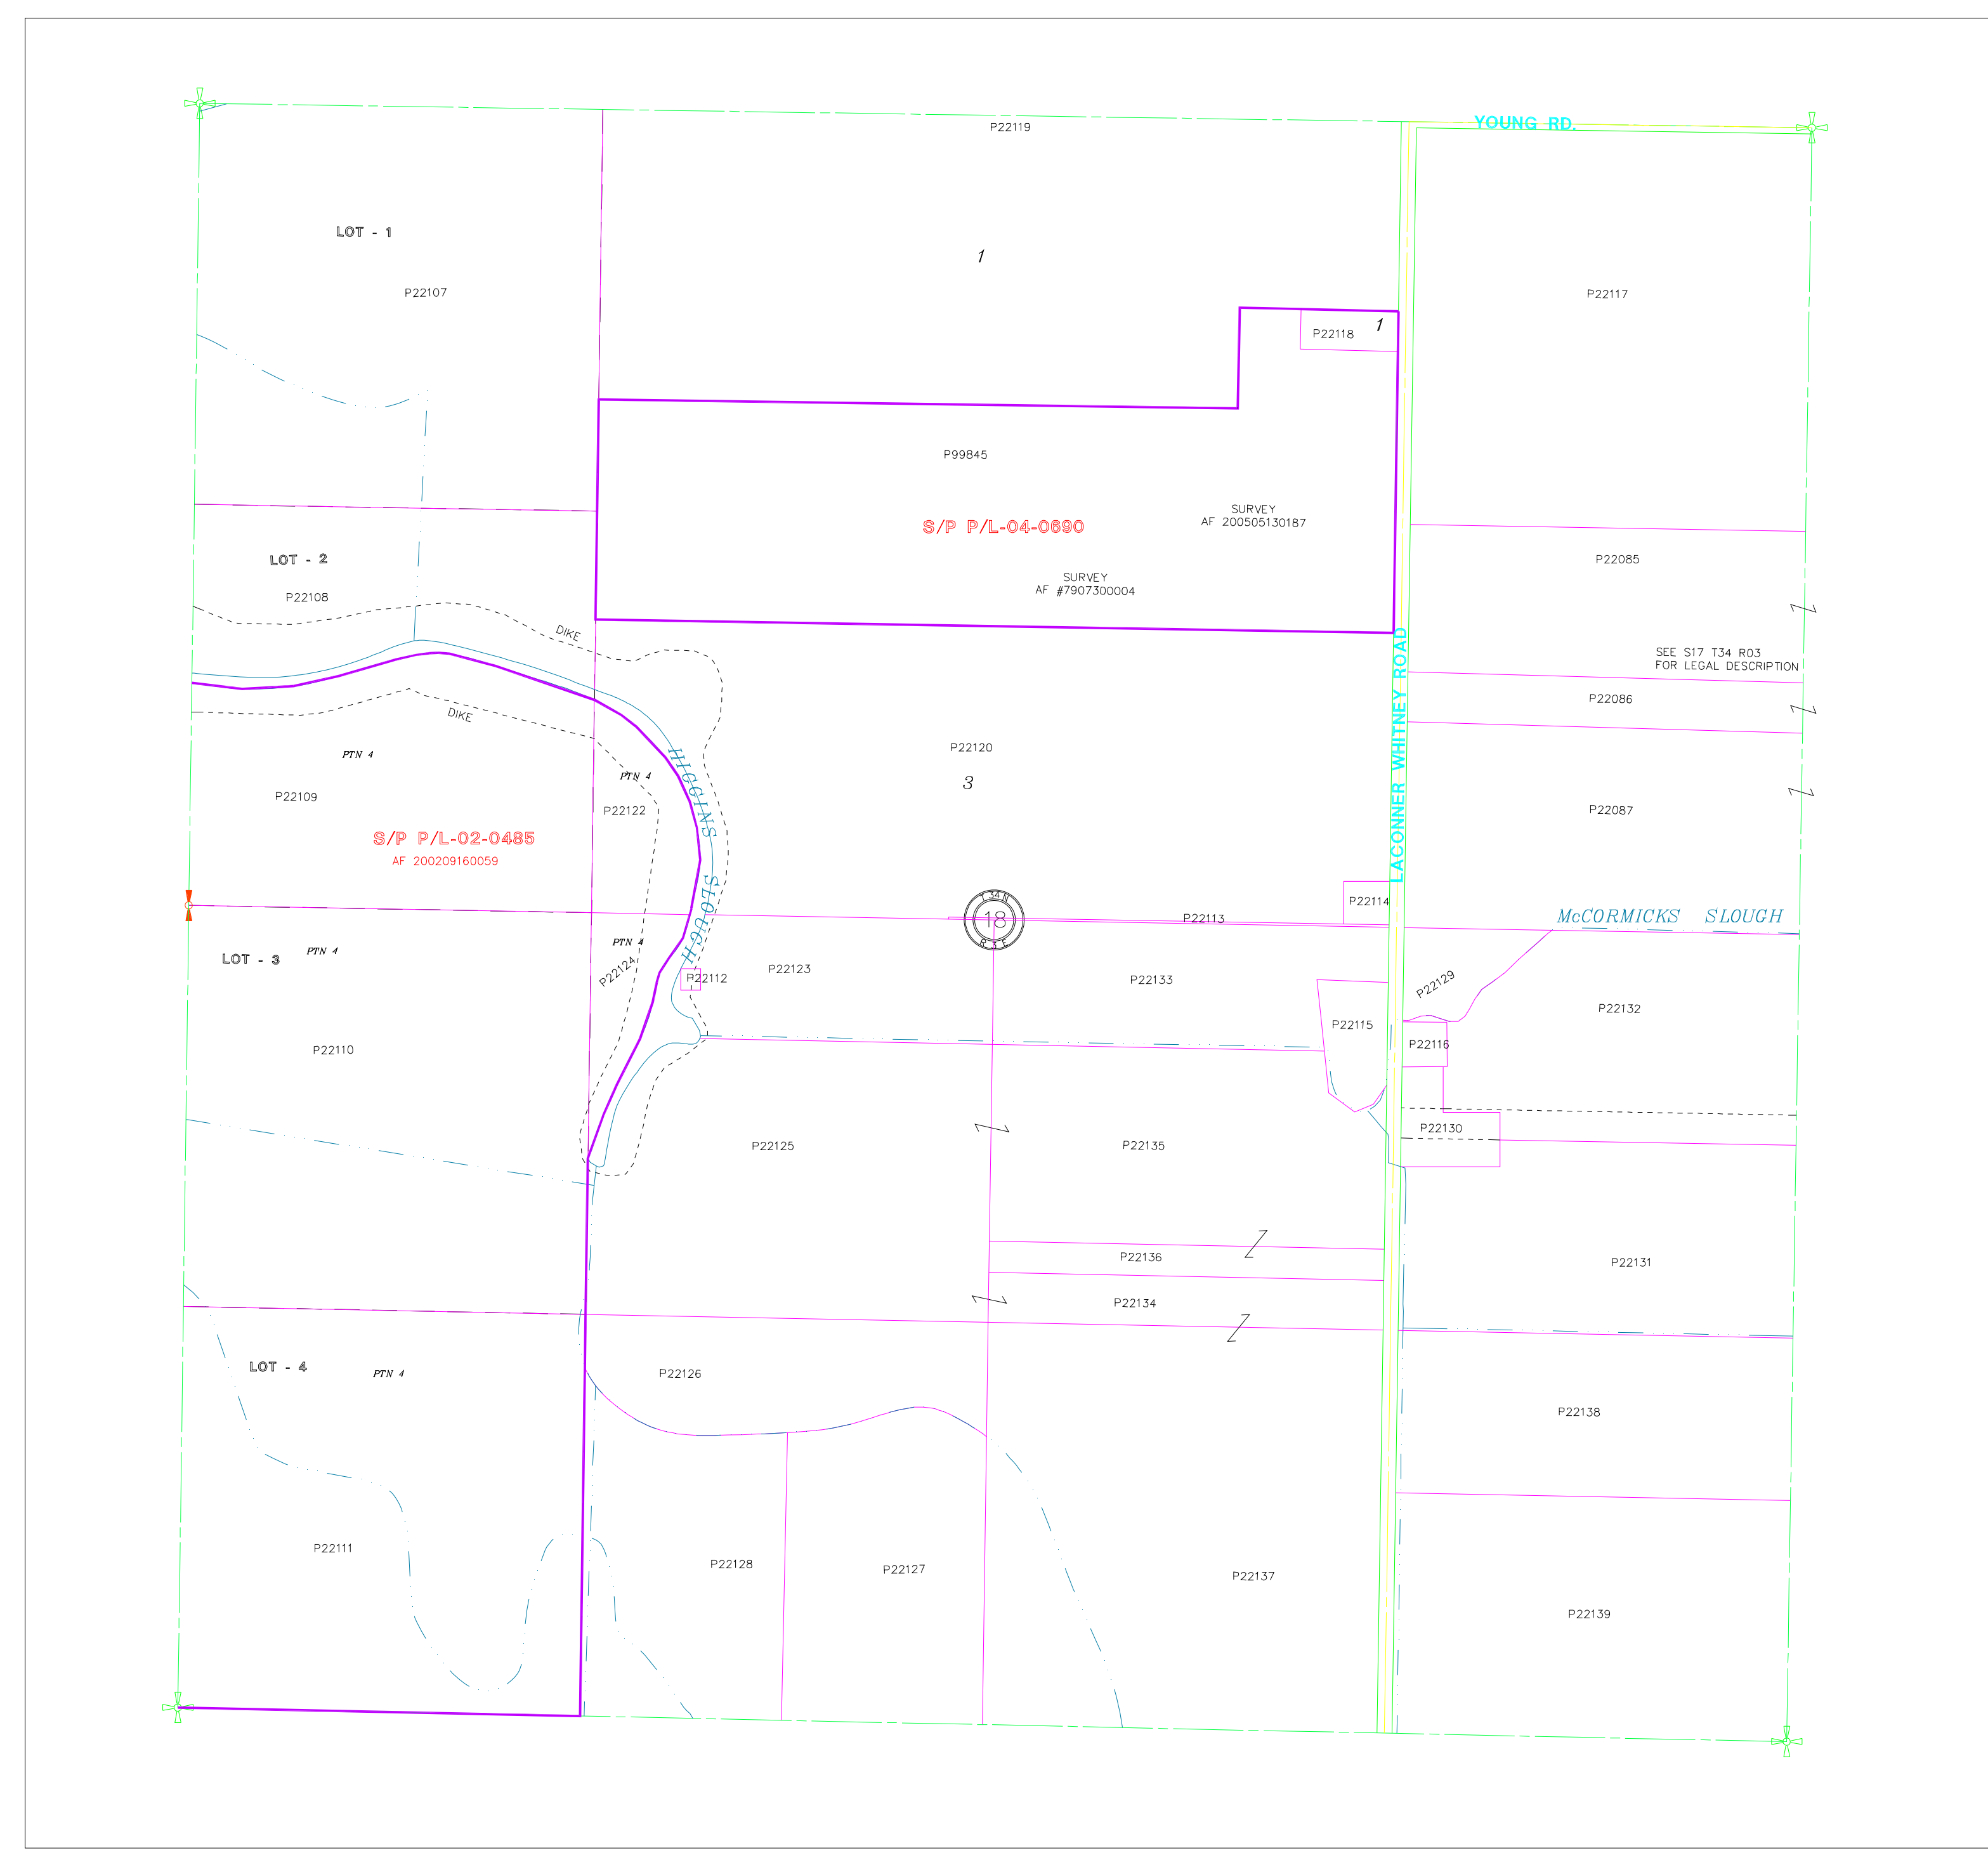 YOUNG RD.
P22119
LOT - 1
1
P22107
P22117
P22118
1
P99845
SURVEY
AF 200505130187
S/P P/L-04-0690
SURVEY
AF #7907300004
LOT - 2
P22108
P22085
DIKE
SEE S17 T34 R03
FOR LEGAL DESCRIPTION
P22086
DIKE
LACONNER WHITNEY ROAD
PTN 4
P22109
PTN 4
P22122
HIGGINS SLOUGH
P22120
3
P22087
S/P P/L-02-0485
AF 200209160059
T 34 N
18
R 3 E
P22113
P22114
McCORMICKS SLOUGH
LOT - 3
PTN 4
PTN 4
P22124
P22112
P22123
P22133
P22129
P22132
P22110
P22115
P22116
P22125
P22135
P22130
P22136
P22131
P22134
LOT - 4
PTN 4
P22126
P22138
P22111
P22128
P22127
P22137
P22139